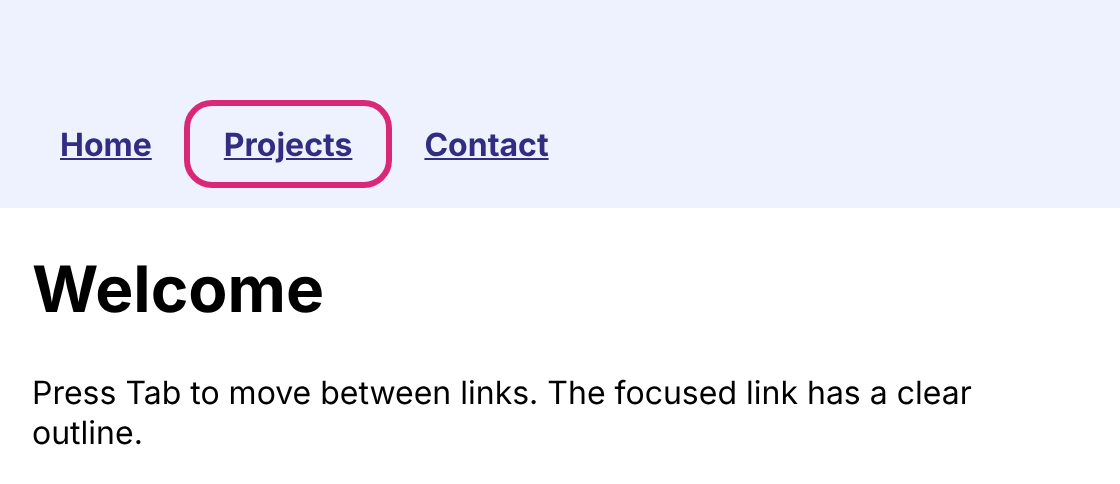 Home Projects Contact
Welcome
Press Tab to move between links. The focused link has a clear
outline.